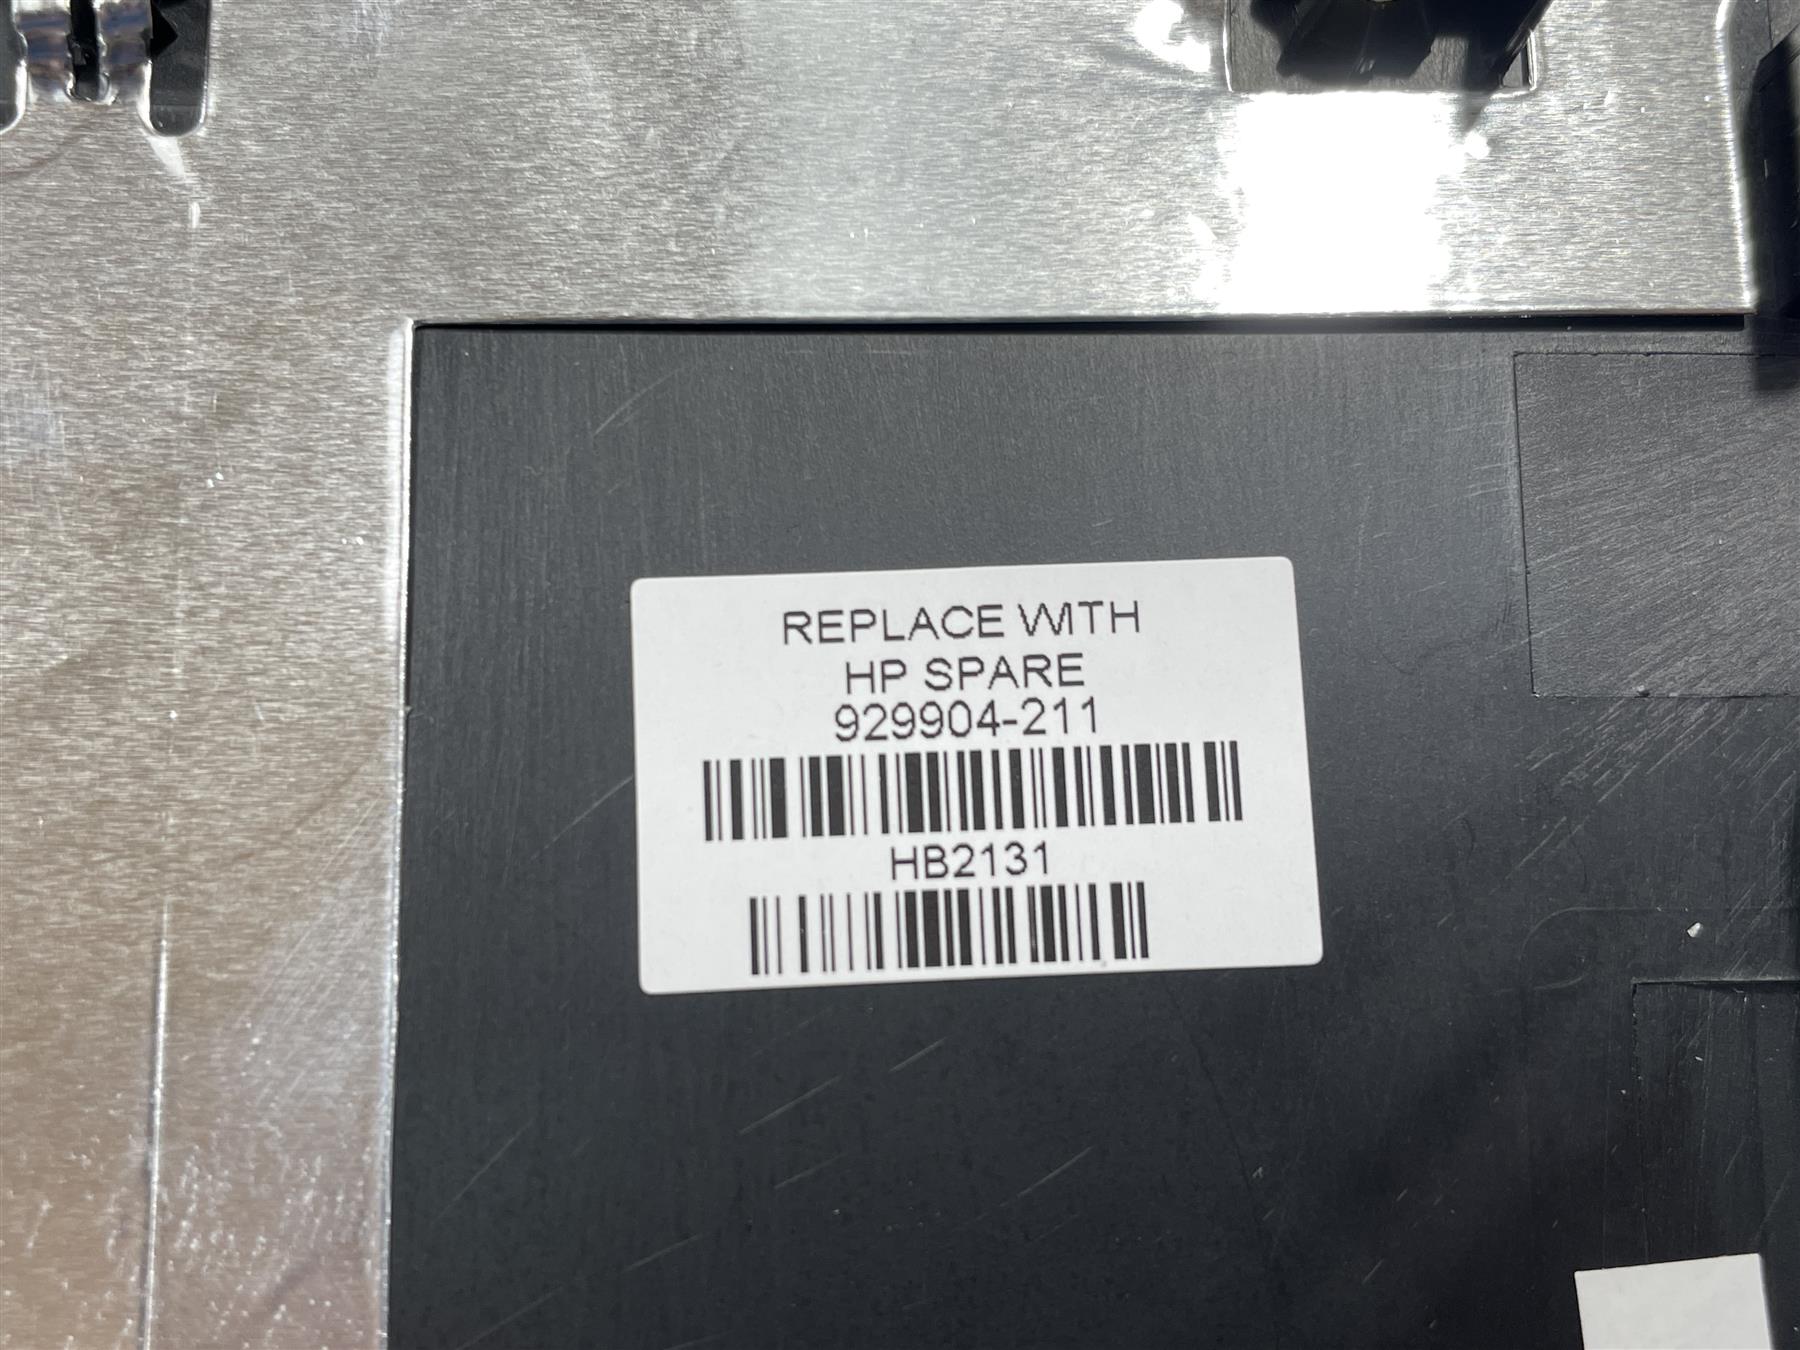 REPLACE WITH
HP SPARE
929904-211
HB2131